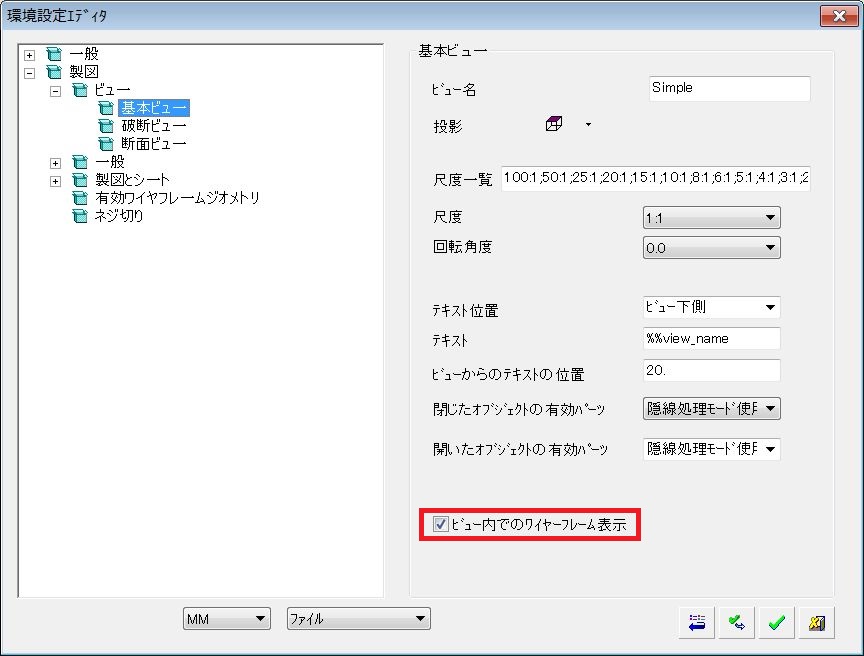 環境設定ｴﾃﾞｨﾀ
一般
製図
ﾋﾞｭｰ
基本ﾋﾞｭｰ
破断ﾋﾞｭｰ
断面ﾋﾞｭｰ
一般
製図とｼｰﾄ
有効ﾜｲﾔﾌﾚｰﾑｼﾞｵﾒﾄﾘ
ﾈｼﾞ切り
基本ﾋﾞｭｰ
ﾋﾞｭｰ名
Simple
投影
尺度一覧
100:1;50:1;25:1;20:1;15:1;10:1;8:1;6:1;5:1;4:1;3:1;2
尺度
1:1
回転角度
0.0
ﾃｷｽﾄ位置
ﾋﾞｭｰ下側
ﾃｷｽﾄ
%%view_name
ﾋﾞｭｰからのﾃｷｽﾄの位置
20.
閉じたｵﾌﾞｼﾞｪｸﾄの有効ﾊﾟｰﾂ
隠線処理ﾓｰﾄﾞ使用
開いたｵﾌﾞｼﾞｪｸﾄの有効ﾊﾟｰﾂ
隠線処理ﾓｰﾄﾞ使用
ﾋﾞｭｰ内でのﾜｲﾔｰﾌﾚｰﾑ表示
MM
ﾌｧｲﾙ